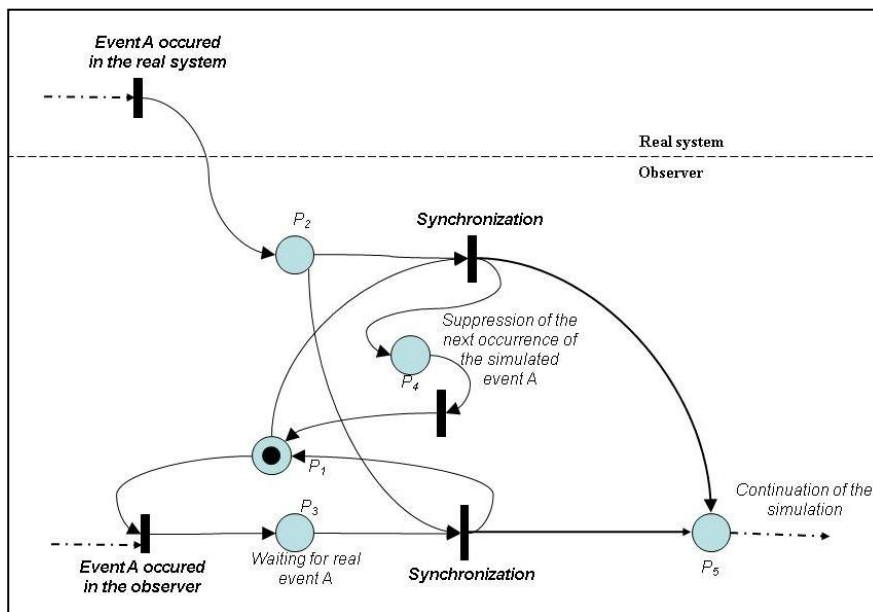 Event A occured
in the real system
Real system
Observer
P2
Synchronization
Suppression of the
next occurrence of
the simulated
event A
P4
P1
P3
Continuation of the
simulation
Waiting for real
event A
Event A occured
in the observer
Synchronization
P5